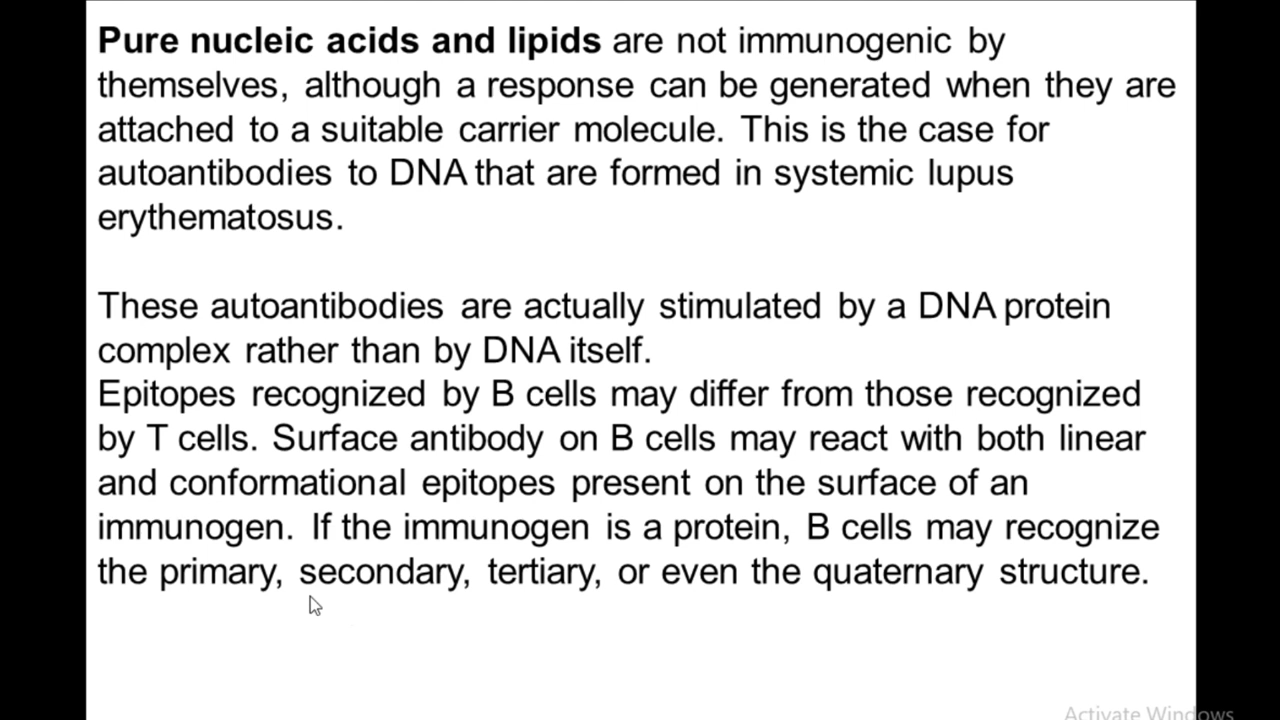 Pure nucleic acids and lipids are not immunogenic by
themselves, although a response can be generated when they are
attached to a suitable carrier molecule. This is the case for
autoantibodies to DNA that are formed in systemic lupus
erythematosus.
These autoantibodies are actually stimulated by a DNA protein
complex rather than by DNA itself.
Epitopes recognized by B cells may differ from those recognized
by T cells. Surface antibody on B cells may react with both linear
and conformational epitopes present on the surface of an
immunogen. If the immunogen is a protein, B cells may recognize
the primary, secondary, tertiary, or even the quaternary structure.
Activate Windows